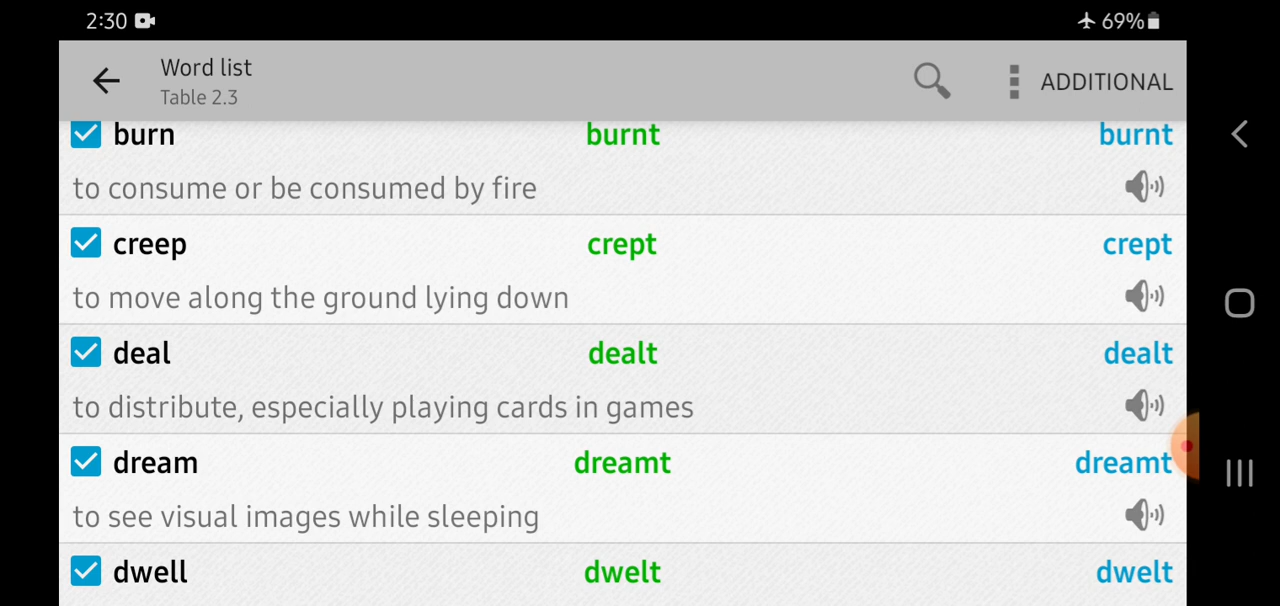 2:30 69%
Word list
Table 2.3
ADDITIONAL
burn burnt burnt
to consume or be consumed by fire
creep crept crept
to move along the ground lying down
deal dealt dealt
to distribute, especially playing cards in games
dream dreamt dreamt
to see visual images while sleeping
dwell dwelt dwelt